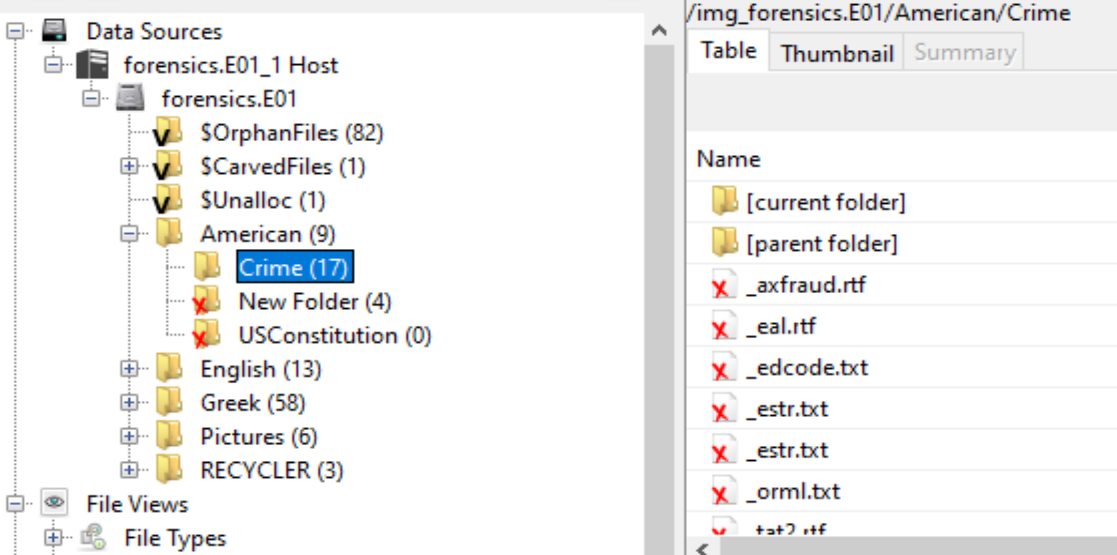 Data Sources
forensics.E01_1 Host
forensics.E01
$OrphanFiles (82)
$CarvedFiles (1)
$Unalloc (1)
American (9)
Crime (17)
New Folder (4)
USConstitution (0)
English (13)
Greek (58)
Pictures (6)
RECYCLER (3)
File Views
File Types
/img_forensics.E01/American/Crime
Table Thumbnail Summary
Name
[current folder]
[parent folder]
_axfraud.rtf
_eal.rtf
_edcode.txt
_estr.txt
_estr.txt
_orml.txt
_tat2.rtf